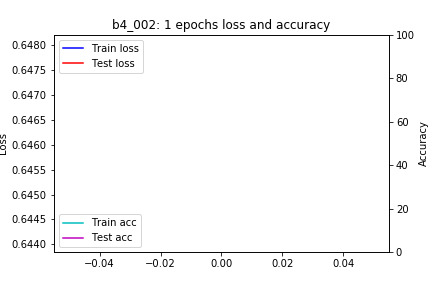 b4_002: 1 epochs loss and accuracy
0.6480
0.6475
0.6470
0.6465
0.6460
0.6455
0.6450
0.6445
0.6440
Loss
Train loss
Test loss
Train acc
Test acc
100
80
60
40
20
0
Accuracy
−0.04 −0.02 0.00 0.02 0.04